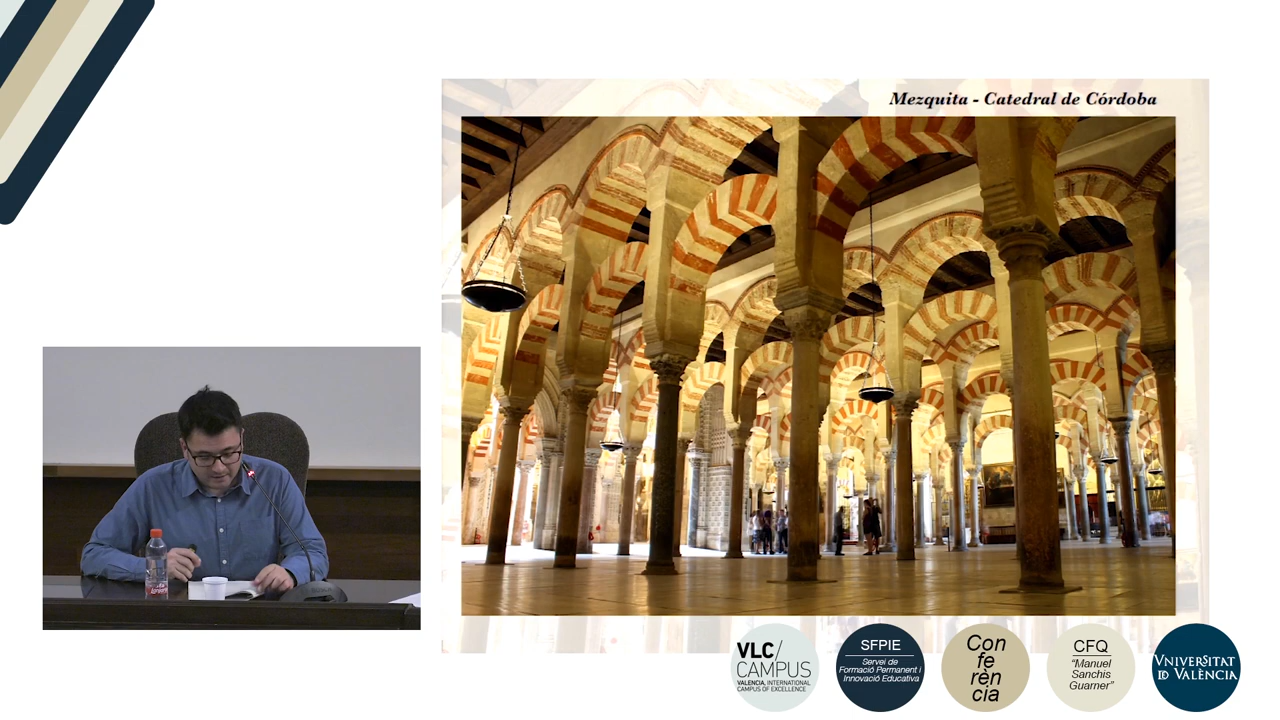 Mezquita - Catedral de Córdoba
VLC/
CAMPUS
VALENCIA, INTERNATIONAL
CAMPUS OF EXCELLENCE
SFPIE
Servei de
Formació Permanent i
Innovació Educativa
Con
fe
rèn
cia
CFQ
"Manuel
Sanchis
Guarner"
VNIVERSITAT
ID VALÈNCIA